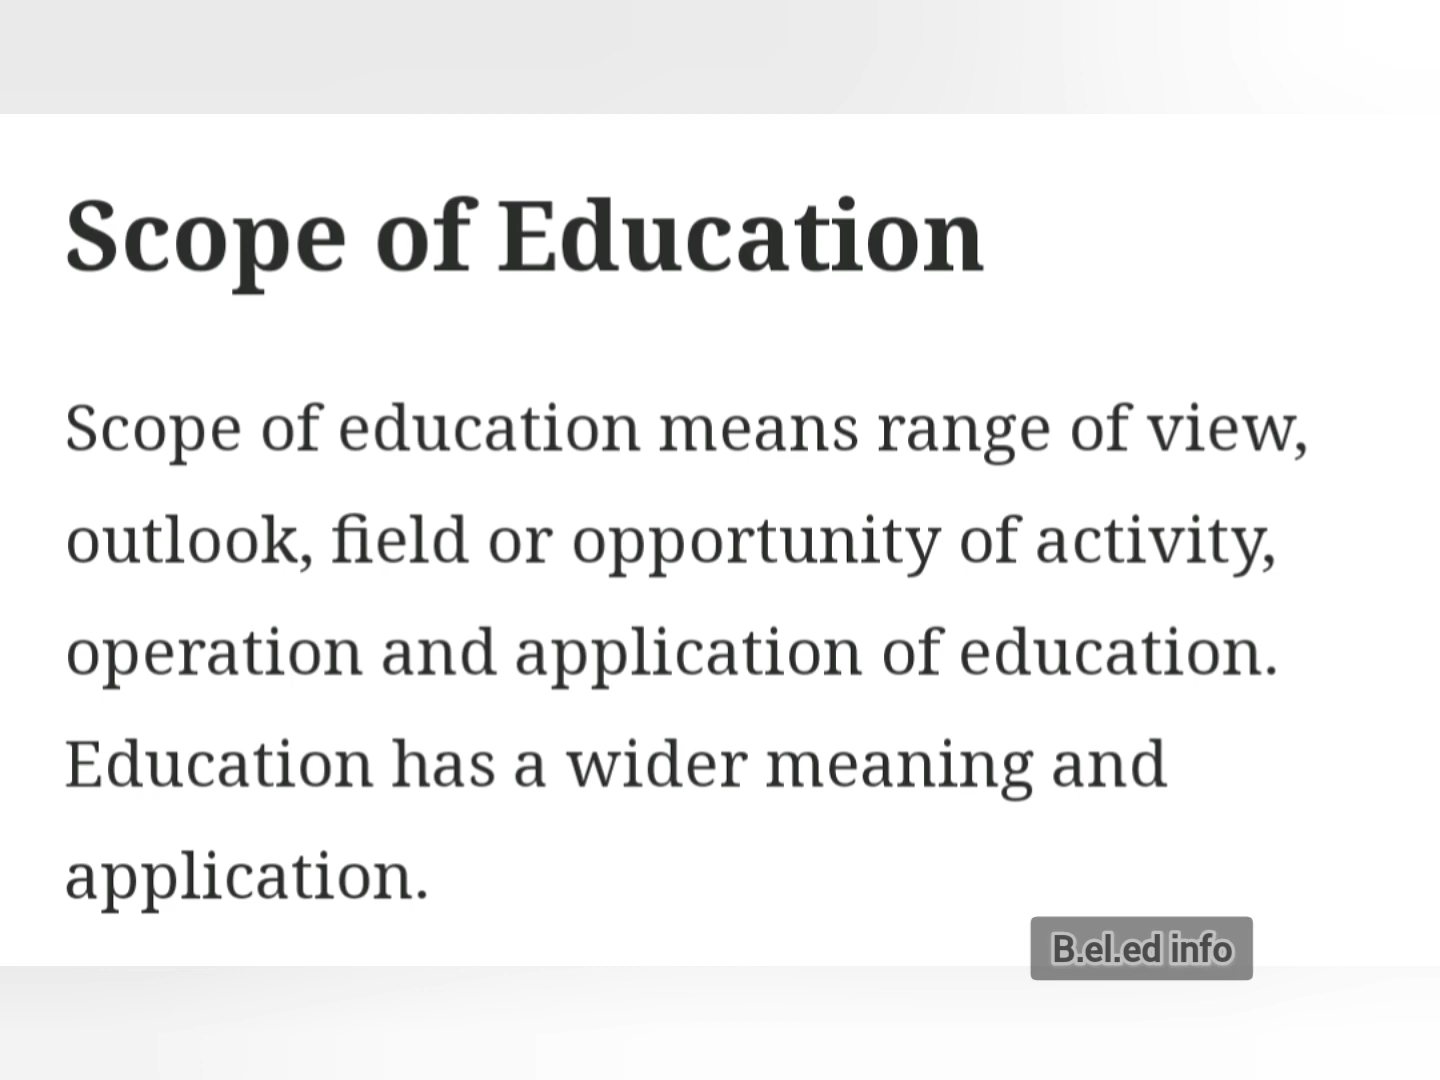 Scope of Education
Scope of education means range of view,
outlook, field or opportunity of activity,
operation and application of education.
Education has a wider meaning and
application.
B.el.ed info